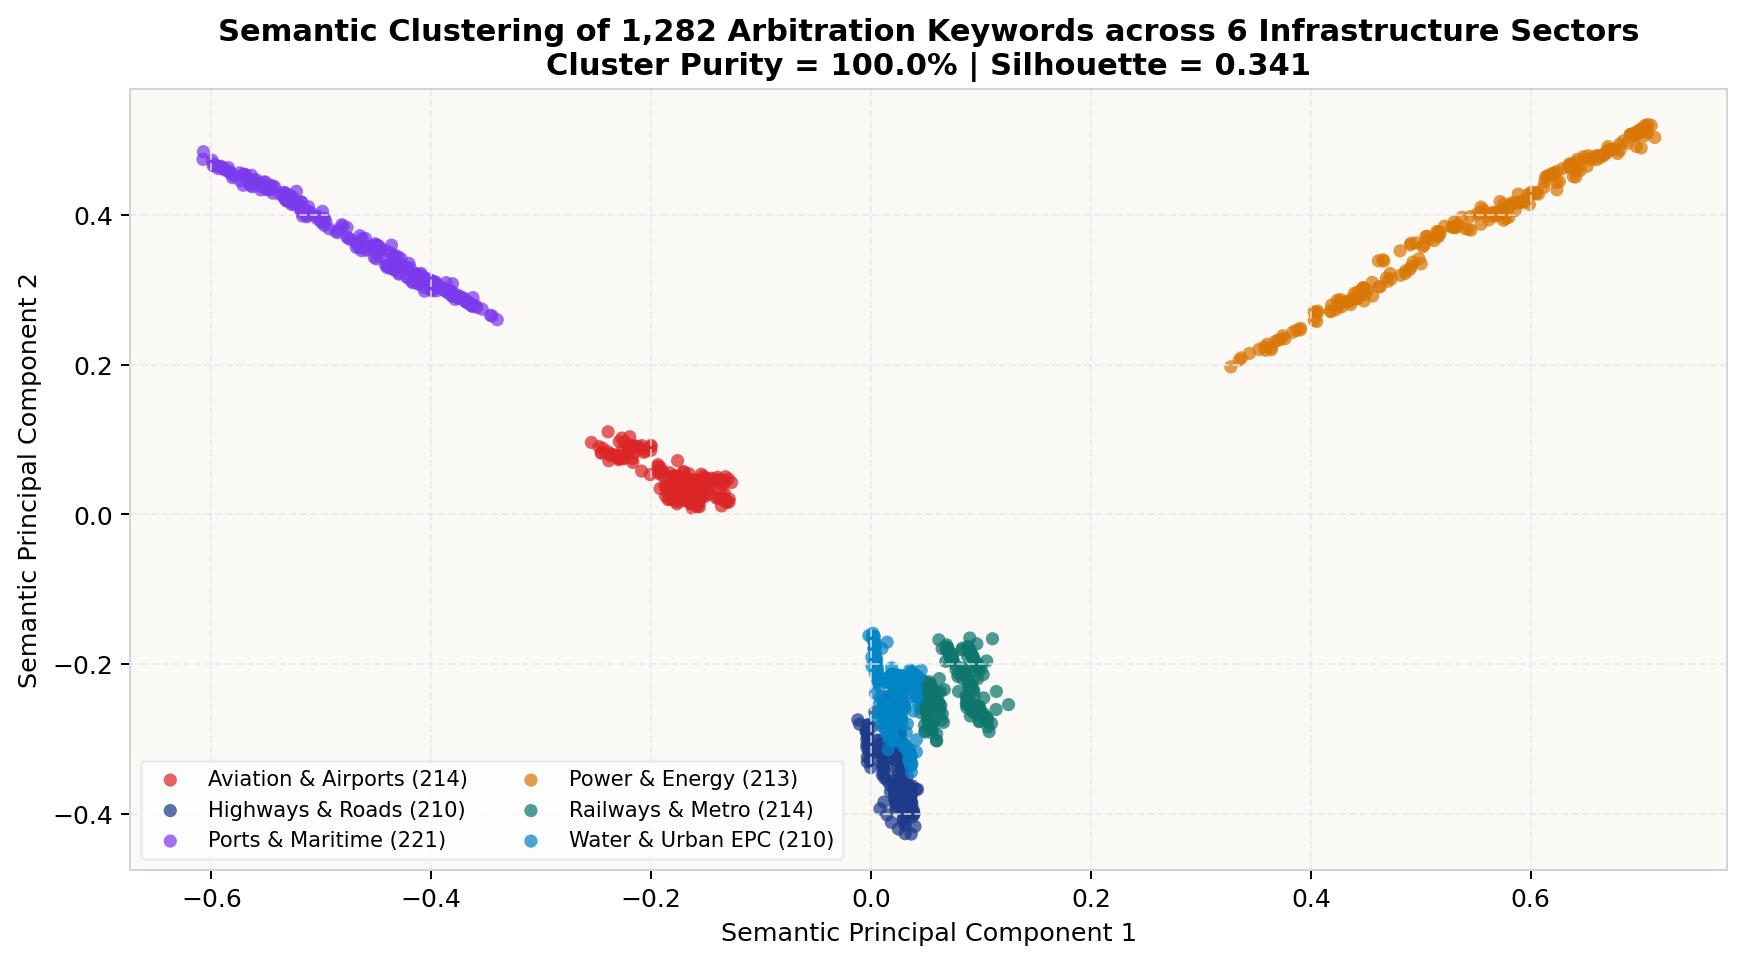 Semantic Clustering of 1,282 Arbitration Keywords across 6 Infrastructure Sectors
Cluster Purity = 100.0% | Silhouette = 0.341
Semantic Principal Component 2
0.4
0.2
0.0
−0.2
−0.4
Aviation & Airports (214)
Highways & Roads (210)
Ports & Maritime (221)
Power & Energy (213)
Railways & Metro (214)
Water & Urban EPC (210)
−0.6 −0.4 −0.2 0.0 0.2 0.4 0.6
Semantic Principal Component 1